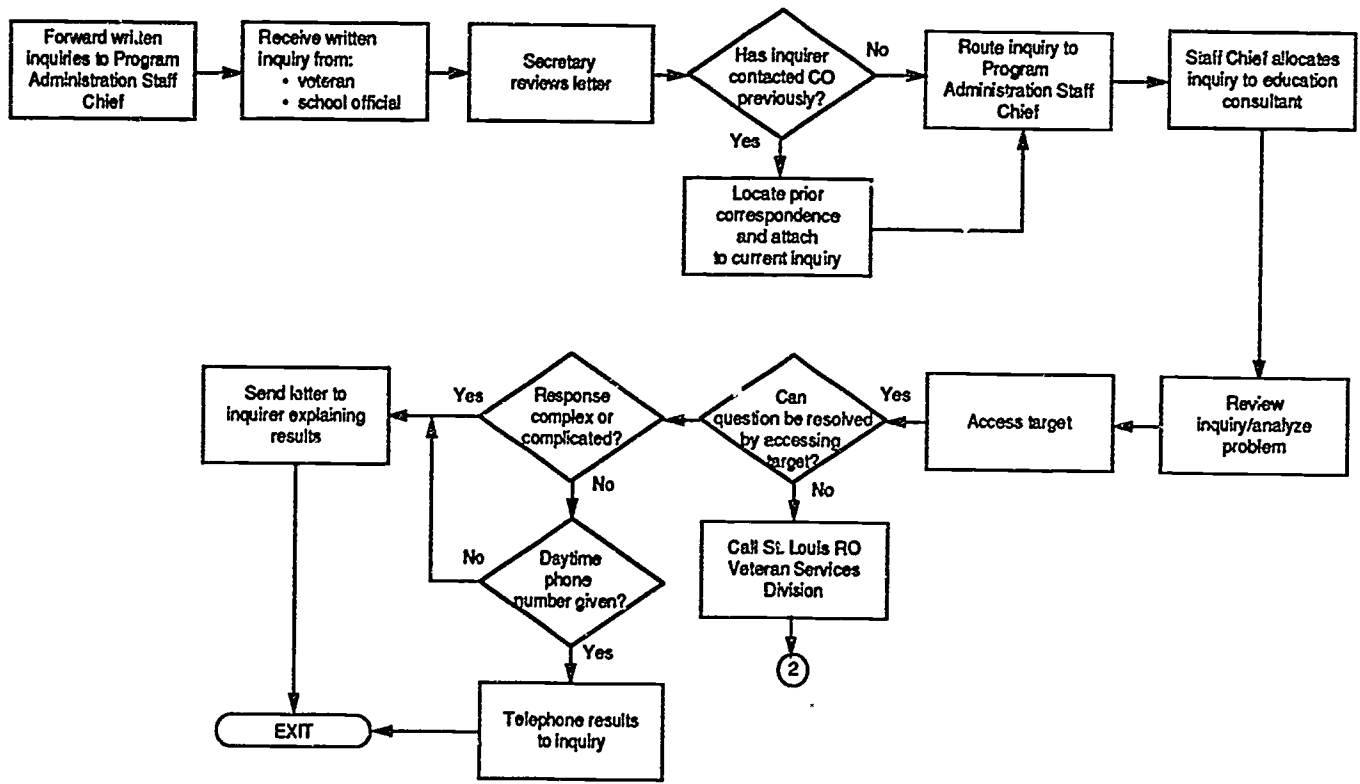 Forward written
inquiries to Program
Administration Staff
Chief
Receive written
inquiry from:
• veteran
• school official
Secretary
reviews letter
Has inquirer
contacted CO
previously?
No
Yes
Locate prior
correspondence
and attach
to current inquiry
Route inquiry to
Program
Administration Staff
Chief
Staff Chief allocates
inquiry to education
consultant
Review
inquiry/analyze
problem
Access target
Yes
Can
question be resolved
by accessing
target?
No
Call St. Louis RO
Veteran Services
Division
2
Response
complex or
complicated?
Yes
No
Send latter to
inquirer explaining
results
Daytime
phone
number given?
No
Yes
Telephone results
to inquiry
EXIT